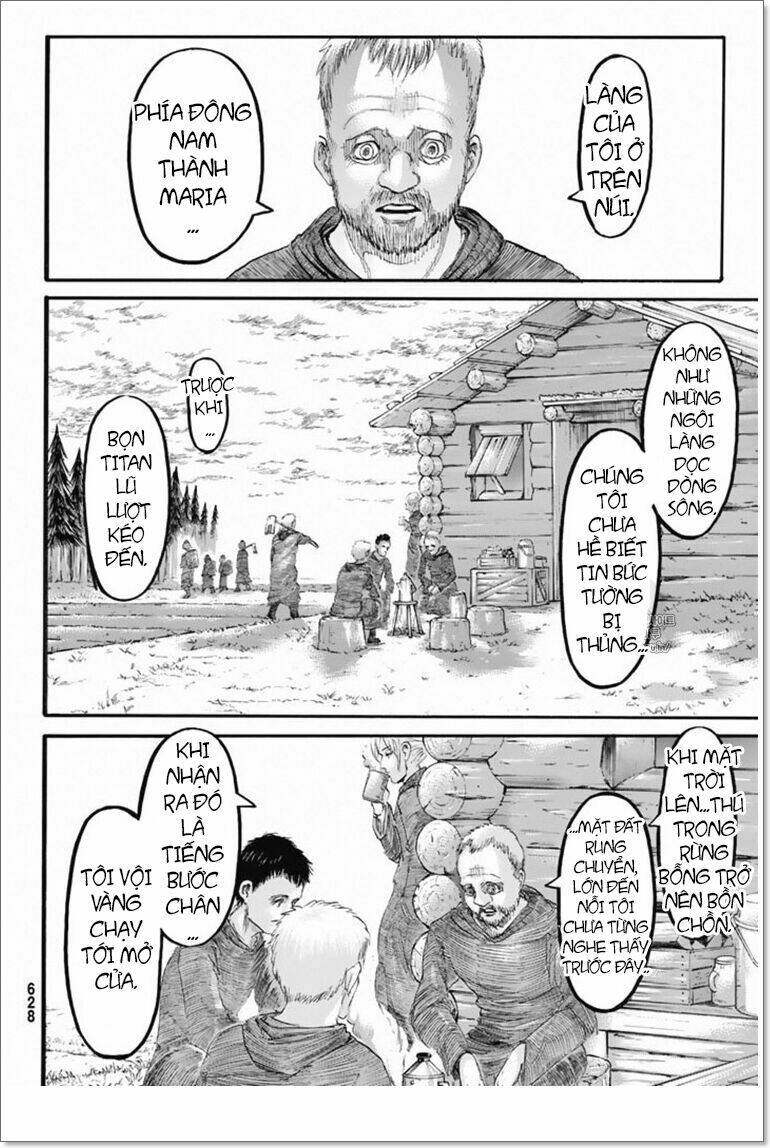 LÀNG
CỦA
TÔI Ở
TRÊN
NÚI.
PHÍA ĐÔNG
NAM
THÀNH
MARIA
...
KHÔNG
NHƯ
NHỮNG
NGÔI
LÀNG
DỌC
DÒNG
SÔNG.
CHÚNG
TÔI
CHƯA
HỀ BIẾT
TIN BỨC
TƯỜNG
BỊ
THỦNG...
TRƯỢC
KHI
...
BỌN
TITAN
LŨ
LƯỢT
KÉO
ĐẾN.
KHI MẶT
TRỜI
LÊN...THÚ
TRONG
RỪNG
BỖNG TRỞ
NÊN BỒN
CHỒN.
...MẶT ĐẤT
RUNG
CHUYỂN,
LỚN ĐẾN
NỖI TÔI
CHƯA TỪNG
NGHE THẤY
TRƯỚC ĐÂY..
KHI
NHẬN
RA ĐÓ
LÀ
TIẾNG
BƯỚC
CHÂN
...
TÔI VỘI
VÀNG
CHẠY
TỚI MỞ
CỬA.
628